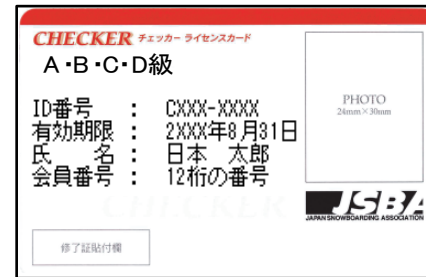 CHECKER チェッカー ライセンスカード
A・B・C・D級
ID番号 : CXXX-XXXX
有効期限 : 2XXX年8月31日
氏 名 : 日本 太郎
会員番号 : 12桁の番号
PHOTO
24mm×30mm
CHECKER
JSBA
JAPAN SNOWBOARDING ASSOCIATION
修了証貼付欄